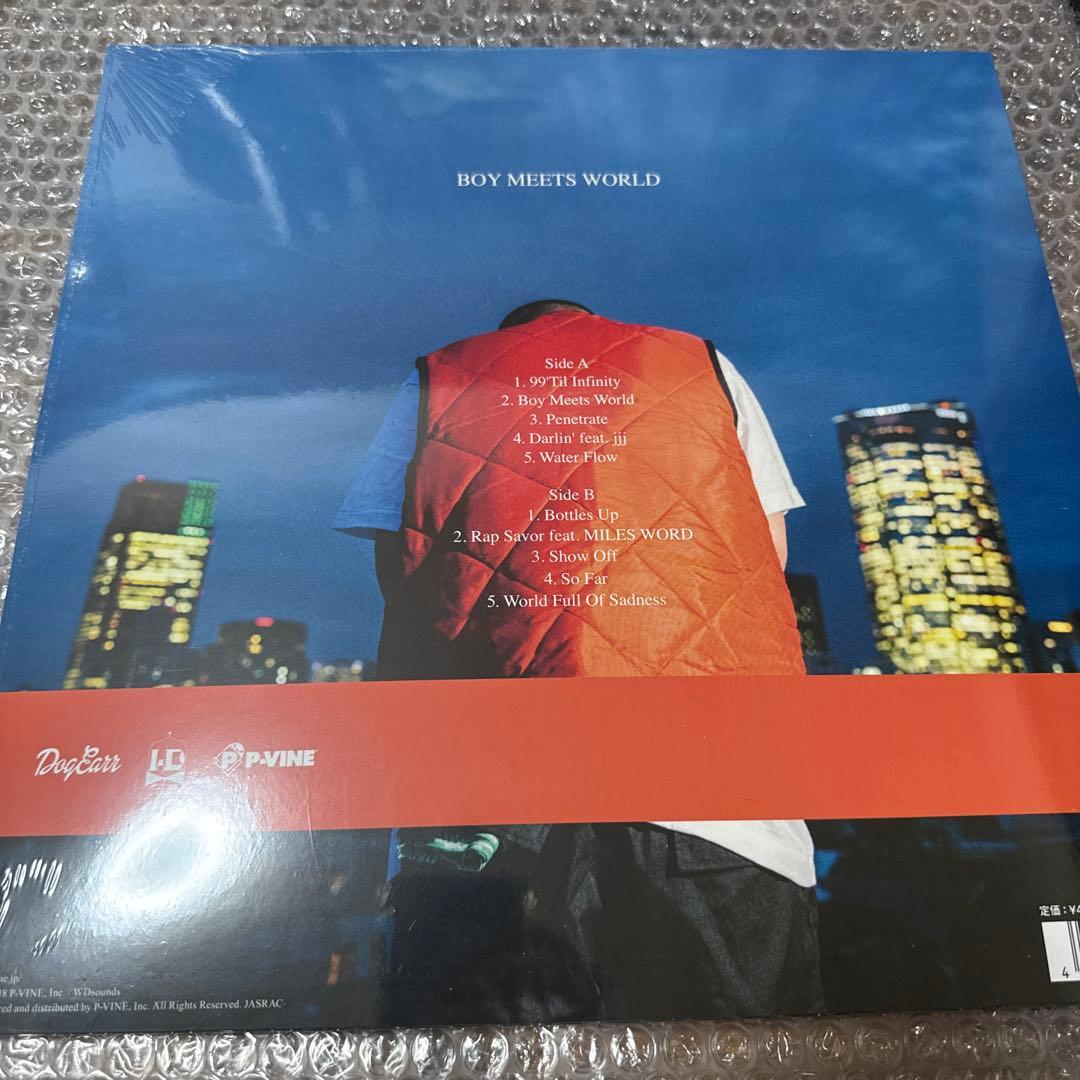 BOY MEETS WORLD
Side A
1. 99'Til Infinity
2. Boy Meets World
3. Penetrate
4. Darlin' feat. jjj
5. Water Flow
Side B
1. Bottles Up
2. Rap Savor feat. MILES WORD
3. Show Off
4. So Far
5. World Full Of Sadness
DogEarr
P P-VINE
定価：¥4
4
P-VINE, Inc. / WDsounds
and distributed by P-VINE, Inc. All Rights Reserved. JASRAC